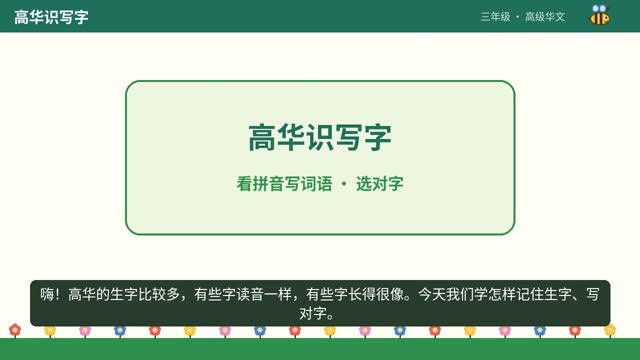 高华识写字
三年级 · 高级华文
高华识写字
看拼音写词语 · 选对字
嗨！高华的生字比较多，有些字读音一样，有些字长得很像。今天我们学怎样记住生字、写
对字。